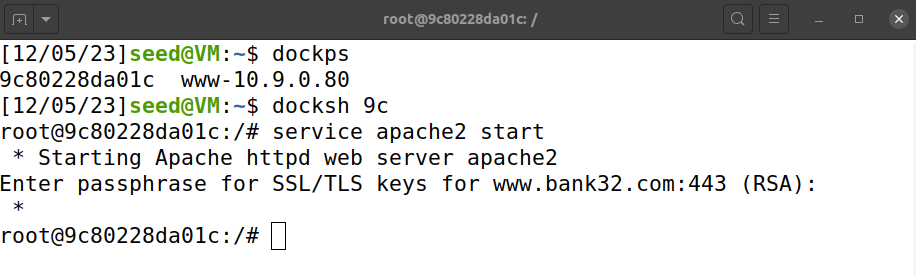 root@9c80228da01c: /
[12/05/23]seed@VM:~$ dockps
9c80228da01c  www-10.9.0.80
[12/05/23]seed@VM:~$ docksh 9c
root@9c80228da01c:/# service apache2 start
 * Starting Apache httpd web server apache2
Enter passphrase for SSL/TLS keys for www.bank32.com:443 (RSA):
 *
root@9c80228da01c:/#